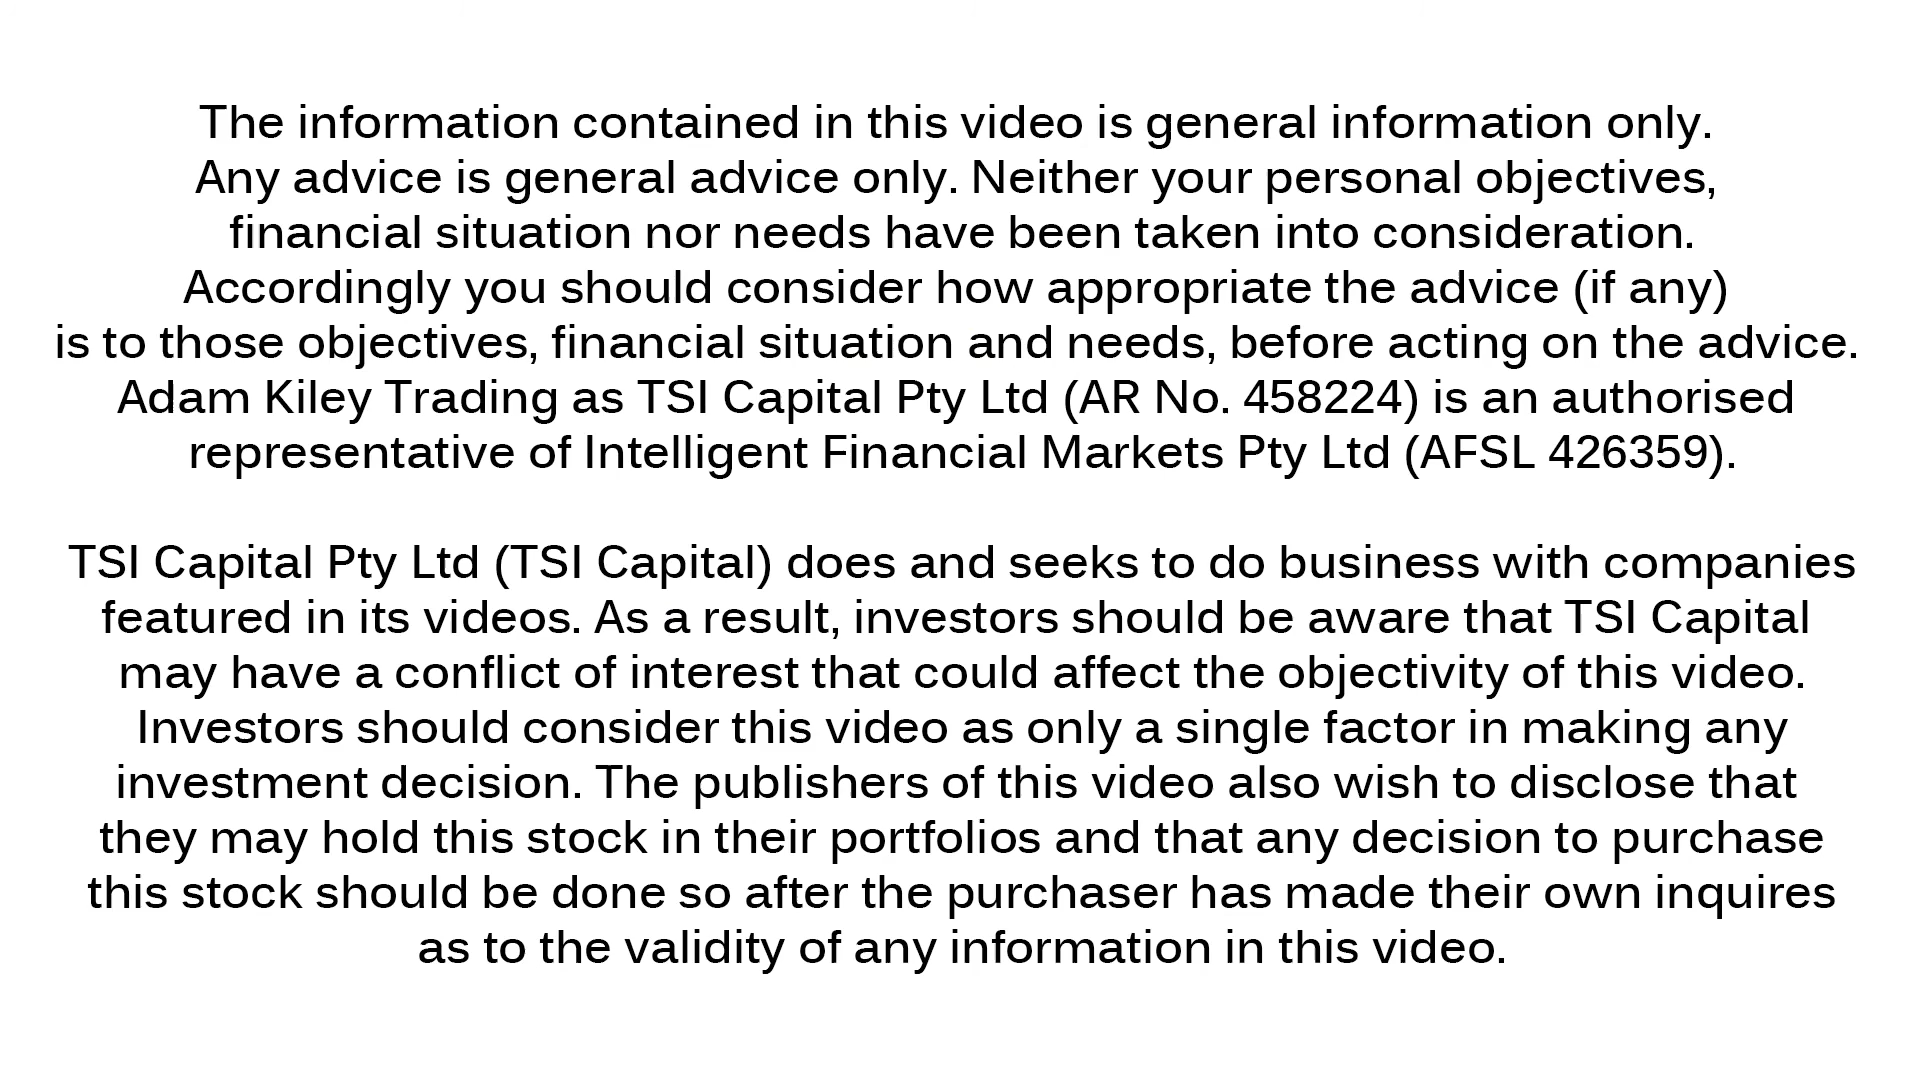 The information contained in this video is general information only.
Any advice is general advice only. Neither your personal objectives,
financial situation nor needs have been taken into consideration.
Accordingly you should consider how appropriate the advice (if any)
is to those objectives, financial situation and needs, before acting on the advice.
Adam Kiley Trading as TSI Capital Pty Ltd (AR No. 458224) is an authorised
representative of Intelligent Financial Markets Pty Ltd (AFSL 426359).
TSI Capital Pty Ltd (TSI Capital) does and seeks to do business with companies
featured in its videos. As a result, investors should be aware that TSI Capital
may have a conflict of interest that could affect the objectivity of this video.
Investors should consider this video as only a single factor in making any
investment decision. The publishers of this video also wish to disclose that
they may hold this stock in their portfolios and that any decision to purchase
this stock should be done so after the purchaser has made their own inquires
as to the validity of any information in this video.